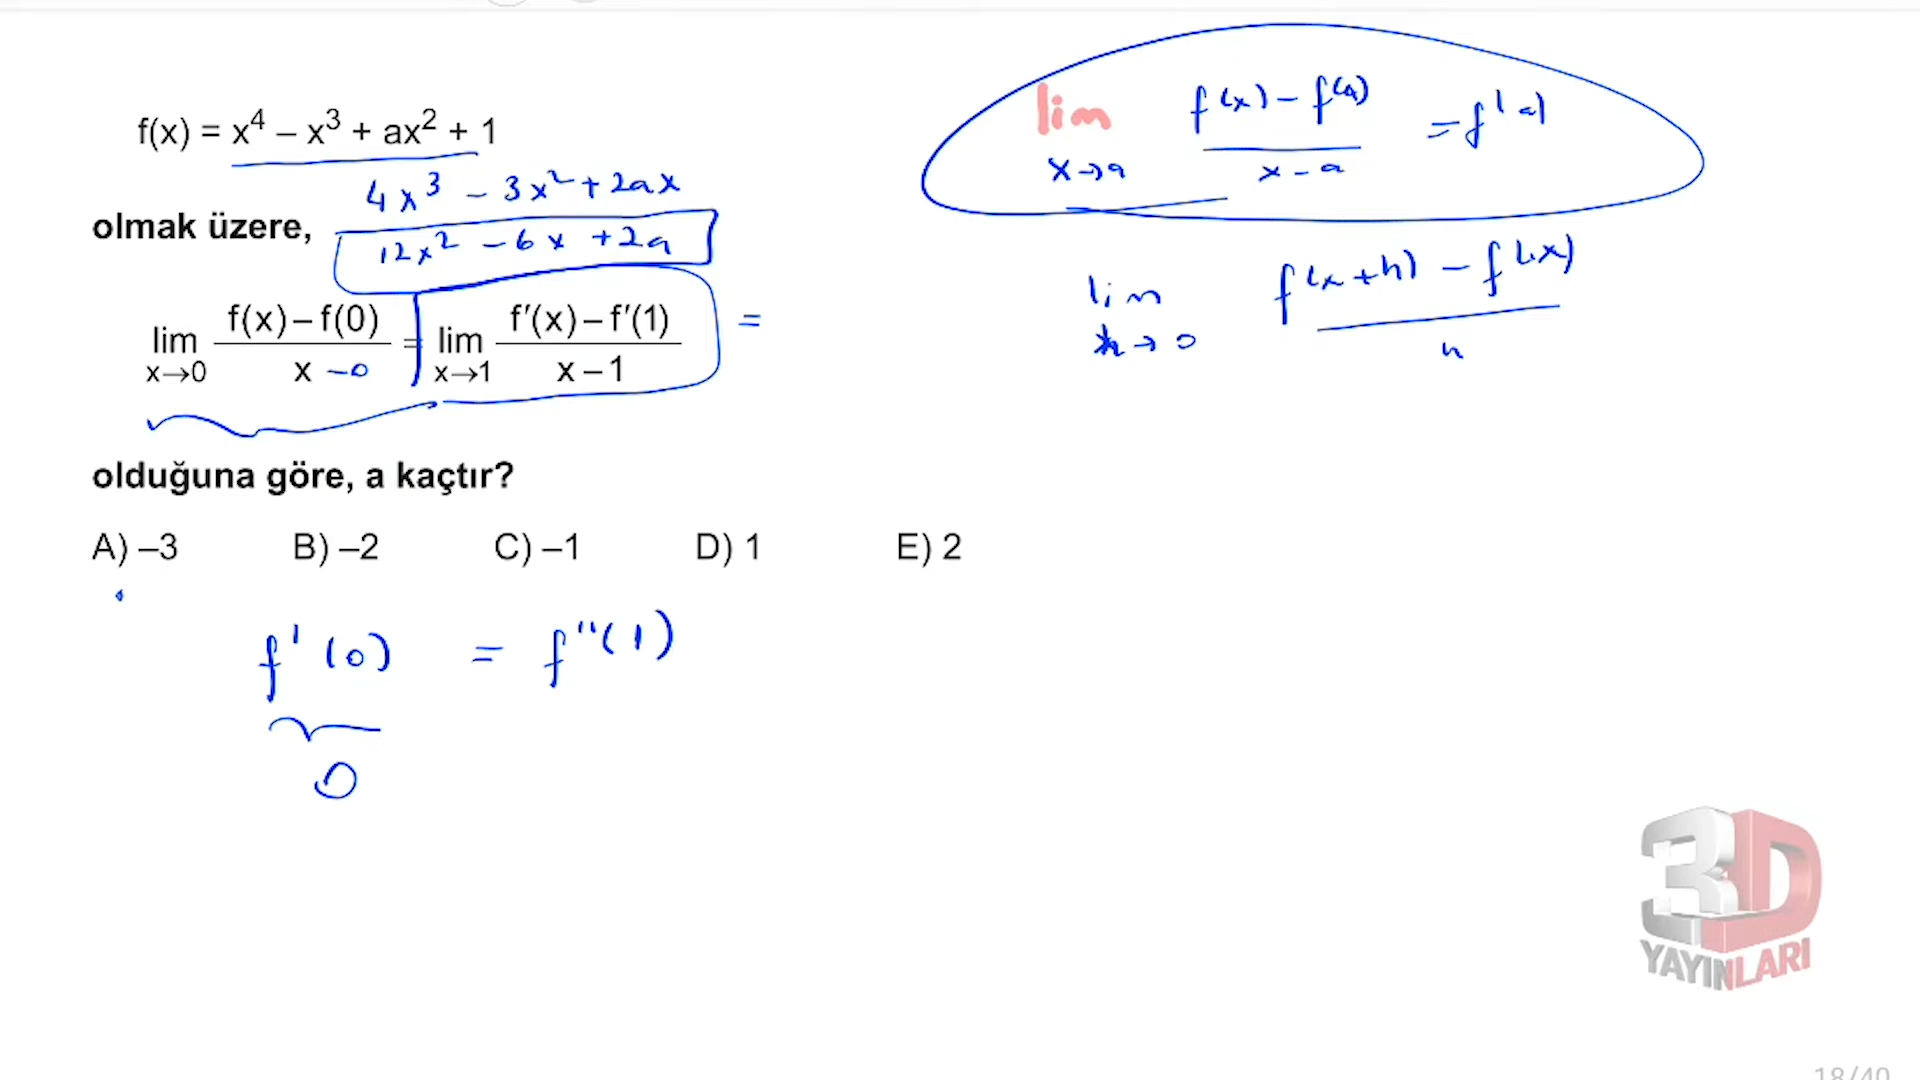 f(x) = x⁴ – x³ + ax² + 1
4x³ – 3x² + 2ax
olmak üzere,
12x² – 6x + 2a
lim x→0 f(x) – f(0) / x –0 = lim x→1 f′(x) – f′(1) / x – 1 =
olduğuna göre, a kaçtır?
A) –3 B) –2 C) –1 D) 1 E) 2
f'(0) = f''(1)
0
lim x→a f(x) – f(a) / x – a = f'(a)
lim h→0 f(x+h) – f(x) / h
3D
YAYINLARI